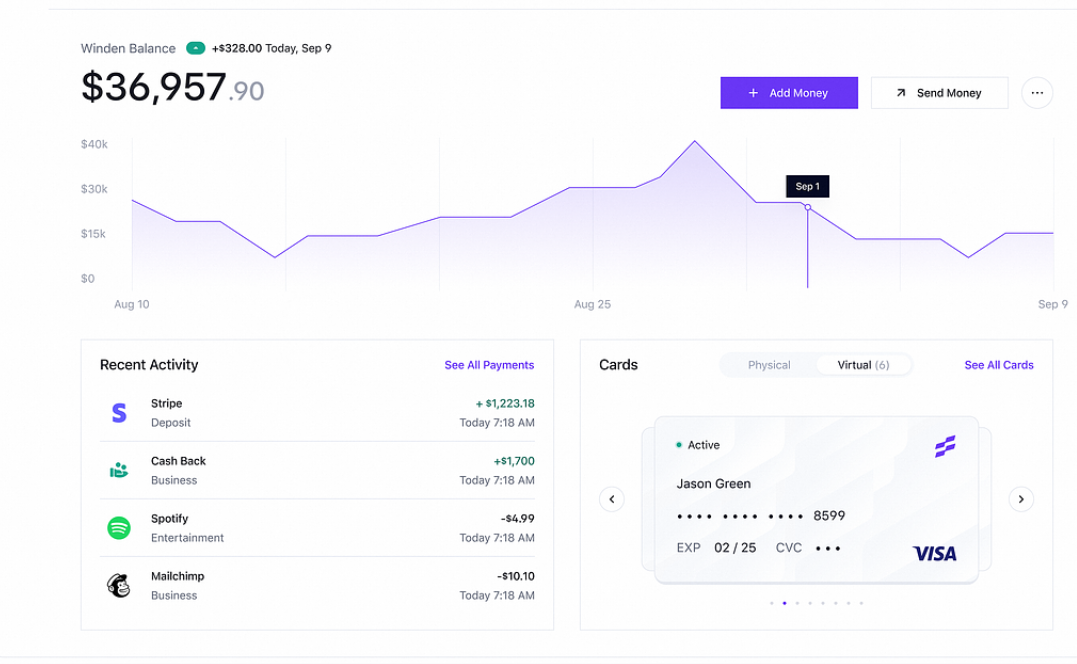 Winden Balance +$328.00 Today, Sep 9
$36,957.90
+ Add Money
Send Money
$40k
$30k
$15k
$0
Sep 1
Aug 10 Aug 25 Sep 9
Recent Activity See All Payments
S Stripe + $1,223.18
Deposit Today 7:18 AM
Cash Back +$1,700
Business Today 7:18 AM
Spotify -$4.99
Entertainment Today 7:18 AM
Mailchimp -$10.10
Business Today 7:18 AM
Cards Physical Virtual (6) See All Cards
Active
Jason Green
•••• •••• •••• 8599
EXP 02 / 25 CVC •••
VISA